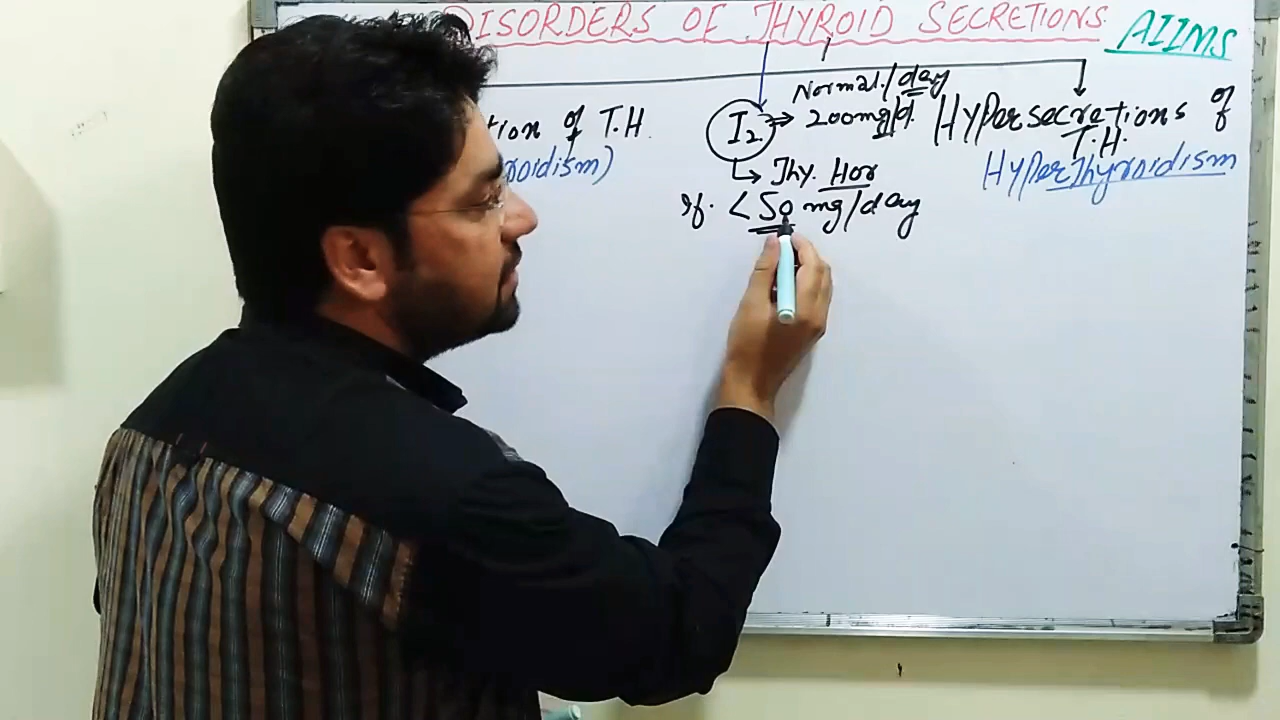 DISORDERS OF THYROID SECRETIONS
AIIMS
tion of T.H.
oidism)
Normal/day
I₂ → 200mg/d.
Thy. Hor
If. < 50 mg/day
Hypersecretions of
T.H.
HyperThyroidism